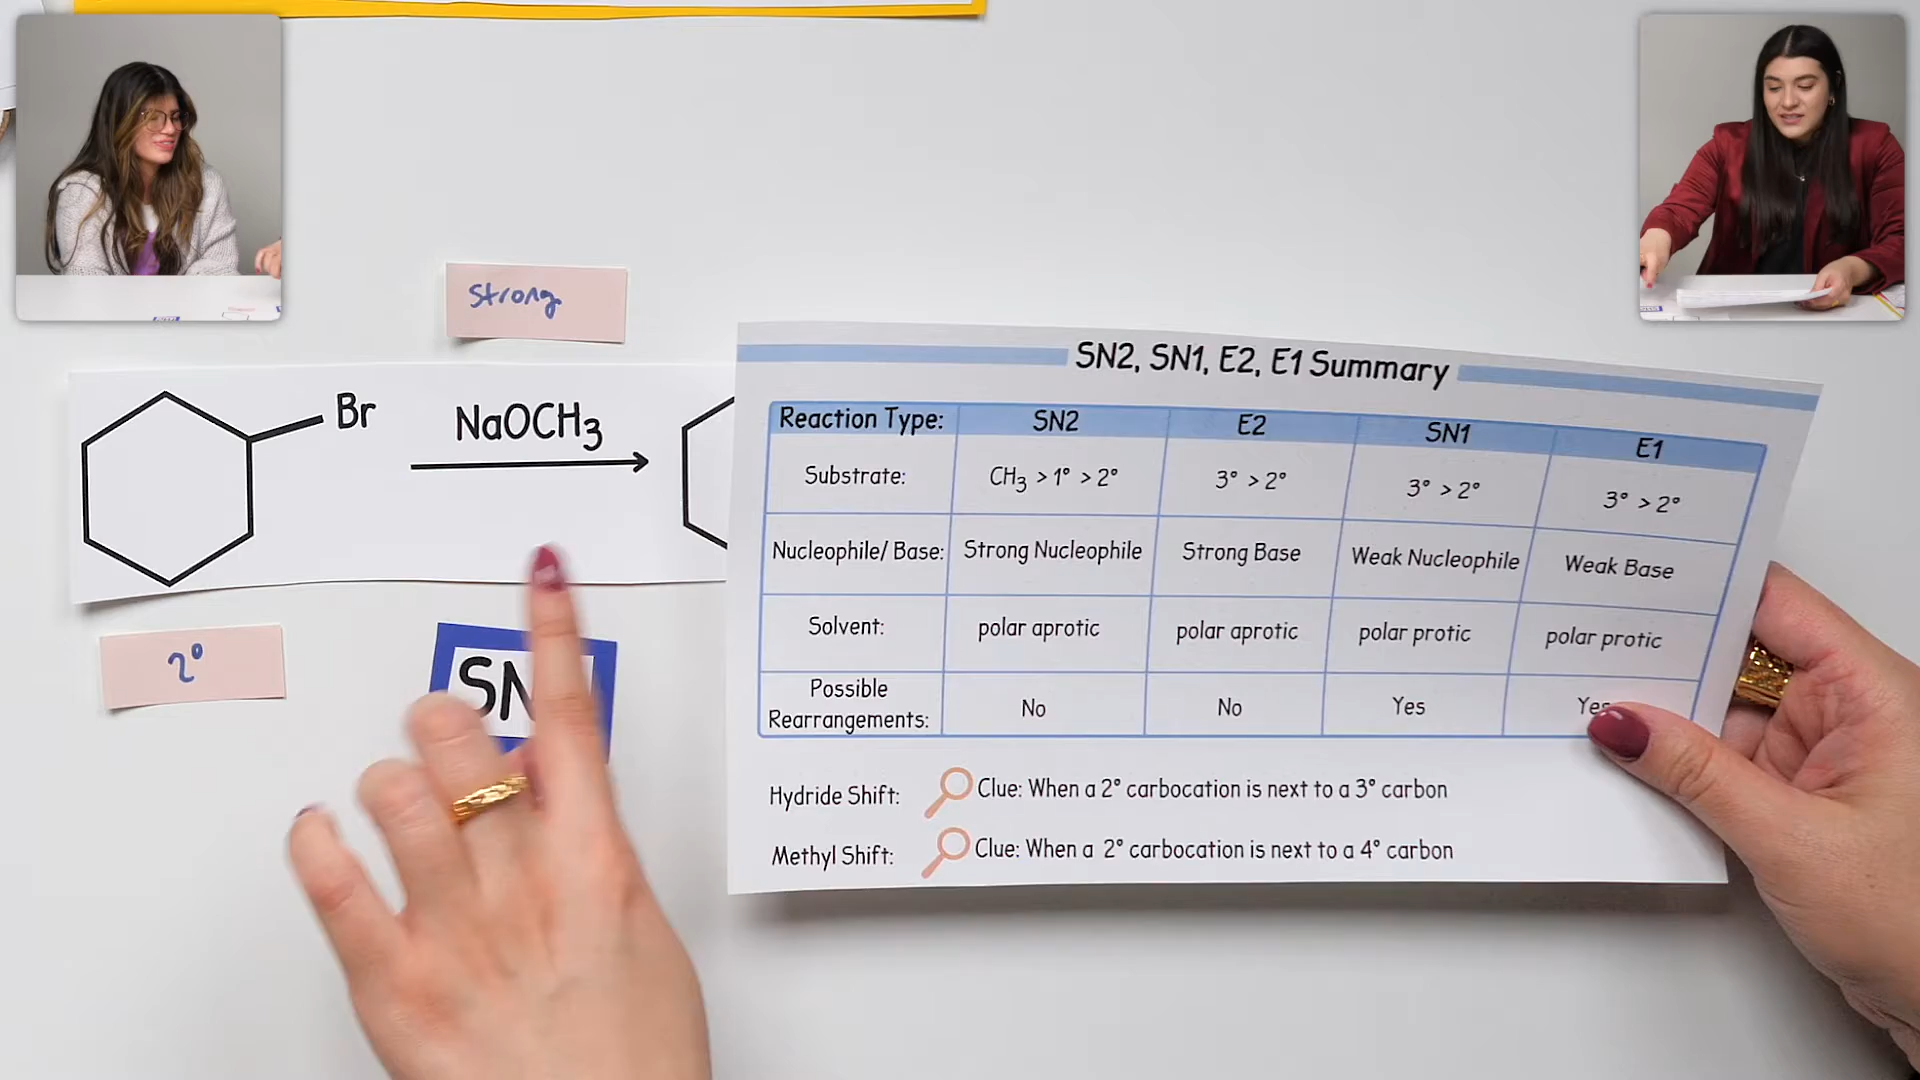 Strong
Br
NaOCH3
2°
SN
SN2, SN1, E2, E1 Summary
Reaction Type: SN2 E2 SN1 E1
Substrate: CH3 > 1° > 2° 3° > 2° 3° > 2° 3° > 2°
Nucleophile/ Base: Strong Nucleophile Strong Base Weak Nucleophile Weak Base
Solvent: polar aprotic polar aprotic polar protic polar protic
Possible
Rearrangements: No No Yes Yes
Hydride Shift: Clue: When a 2° carbocation is next to a 3° carbon
Methyl Shift: Clue: When a 2° carbocation is next to a 4° carbon